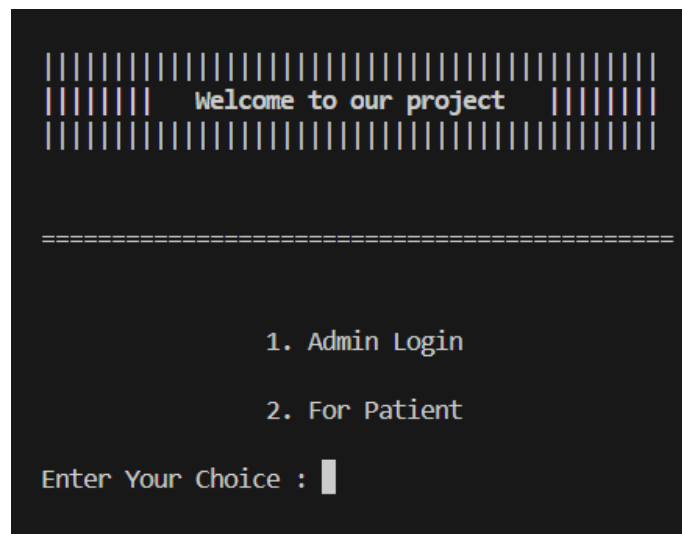 ||||||||||||||||||||||||||||||||||||||||||||
|||||||| Welcome to our project ||||||||
||||||||||||||||||||||||||||||||||||||||||||
=============================================
1. Admin Login
2. For Patient
Enter Your Choice :